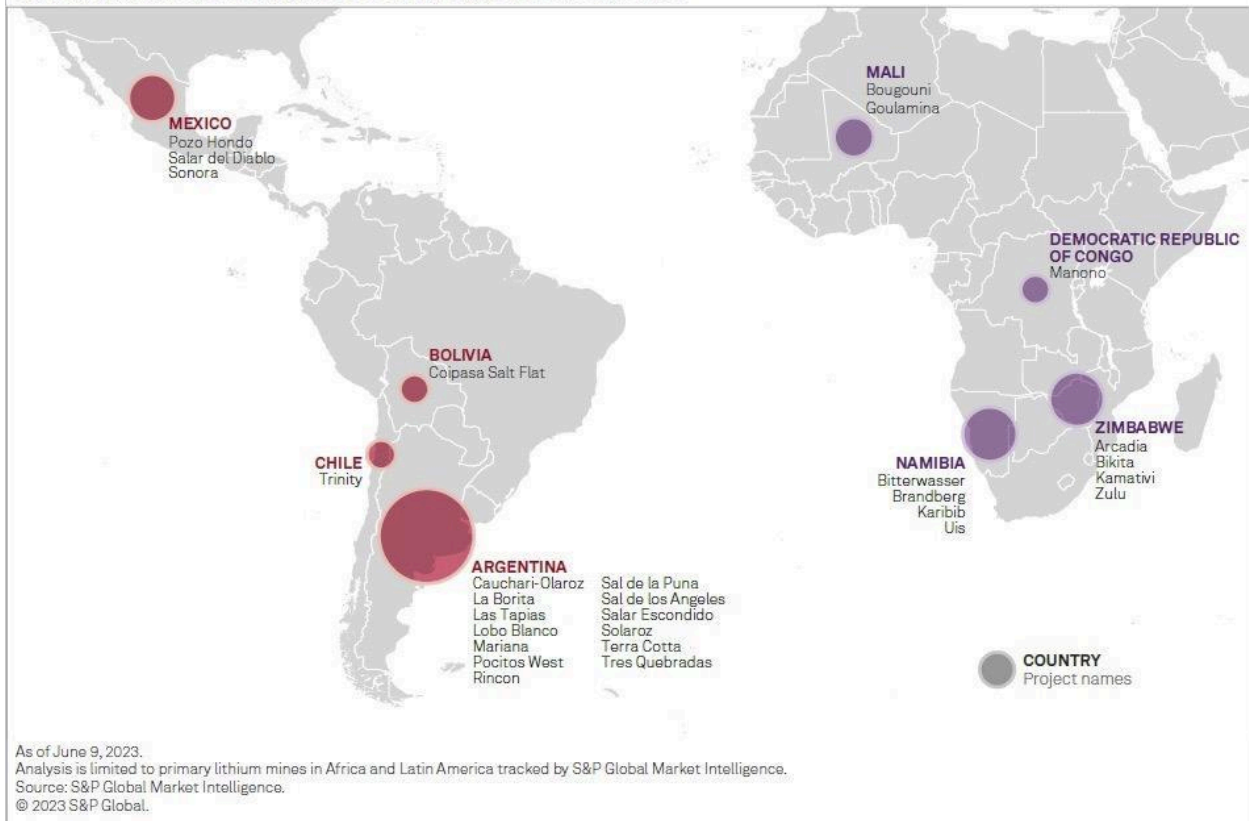 MEXICO
Pozo Hondo
Salar del Diablo
Sonora
MALI
Bougouni
Goulamina
DEMOCRATIC REPUBLIC
OF CONGO
Manono
BOLIVIA
Coipasa Salt Flat
CHILE
Trinity
NAMIBIA
Bitterwasser
Brandberg
Karibib
Uis
ZIMBABWE
Arcadia
Bikita
Kamativi
Zulu
ARGENTINA
Cauchari-Olaroz
La Borita
Las Tapias
Lobo Blanco
Mariana
Pocitos West
Rincon
Sal de la Puna
Sal de los Angeles
Salar Escondido
Solaroz
Terra Cotta
Tres Quebradas
COUNTRY
Project names
As of June 9, 2023.
Analysis is limited to primary lithium mines in Africa and Latin America tracked by S&P Global Market Intelligence.
Source: S&P Global Market Intelligence.
© 2023 S&P Global.